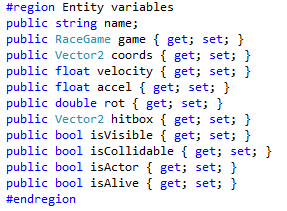 #region Entity variables
public string name;
public RaceGame game { get; set; }
public Vector2 coords { get; set; }
public float velocity { get; set; }
public float accel { get; set; }
public double rot { get; set; }
public Vector2 hitbox { get; set; }
public bool isVisible { get; set; }
public bool isCollidable { get; set; }
public bool isActor { get; set; }
public bool isAlive { get; set; }
#endregion